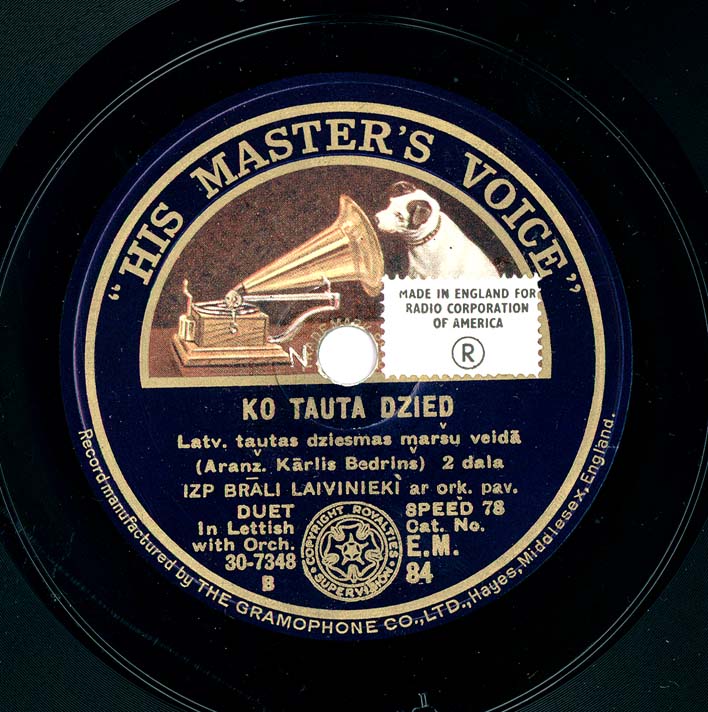 "HIS MASTER'S VOICE"
MADE IN ENGLAND FOR
RADIO CORPORATION
OF AMERICA
R
KO TAUTA DZIED
Latv. tautas dziesmas maršu veidā
(Aranž. Kārlis Bedrinš) 2 dala
IZP BRĀLI LAIVINIEKI ar ork. pav.
DUET
In Lettish
with Orch.
30-7348
B
COPYRIGHT ROYALTIES
SUPERVISION
SPEED 78
Cat. No.
E.M.
84
Record manufactured by THE GRAMOPHONE CO., LTD., Hayes, Middlesex, England.